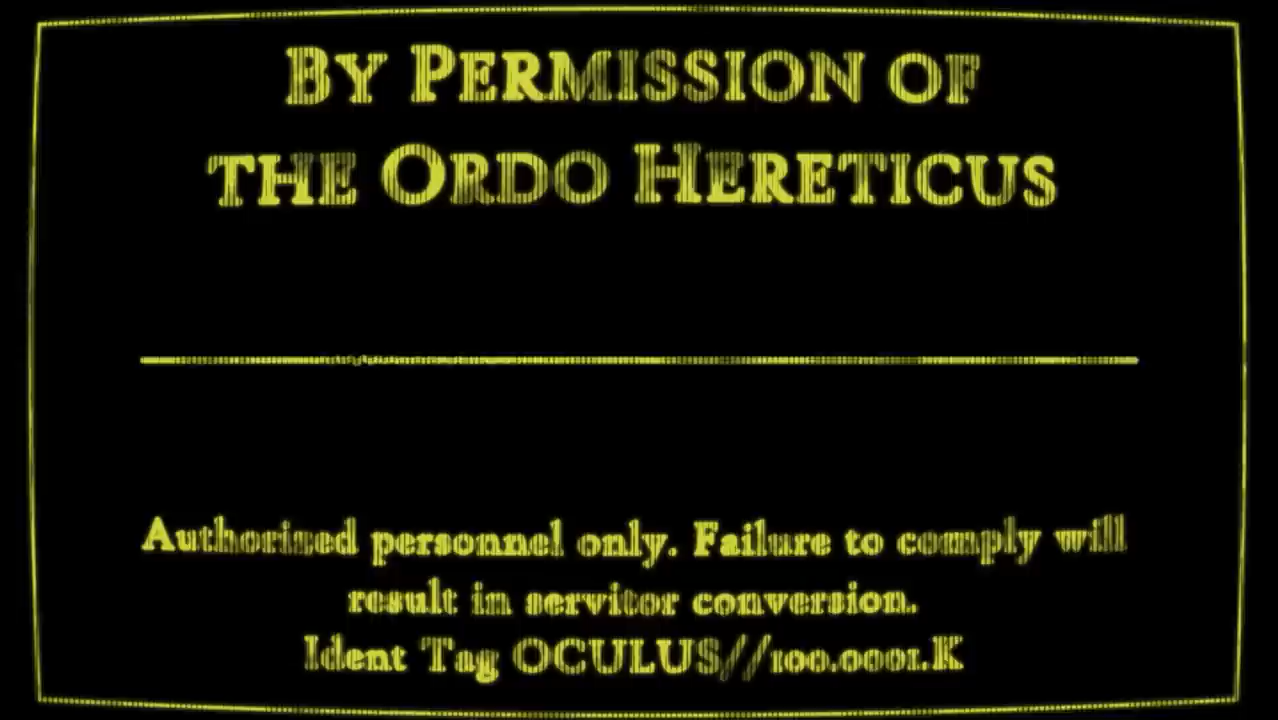 By Permission of
the Ordo Hereticus
Authorized personnel only. Failure to comply will
result in servitor conversion.
Ident Tag OCULUS//100.0001.K